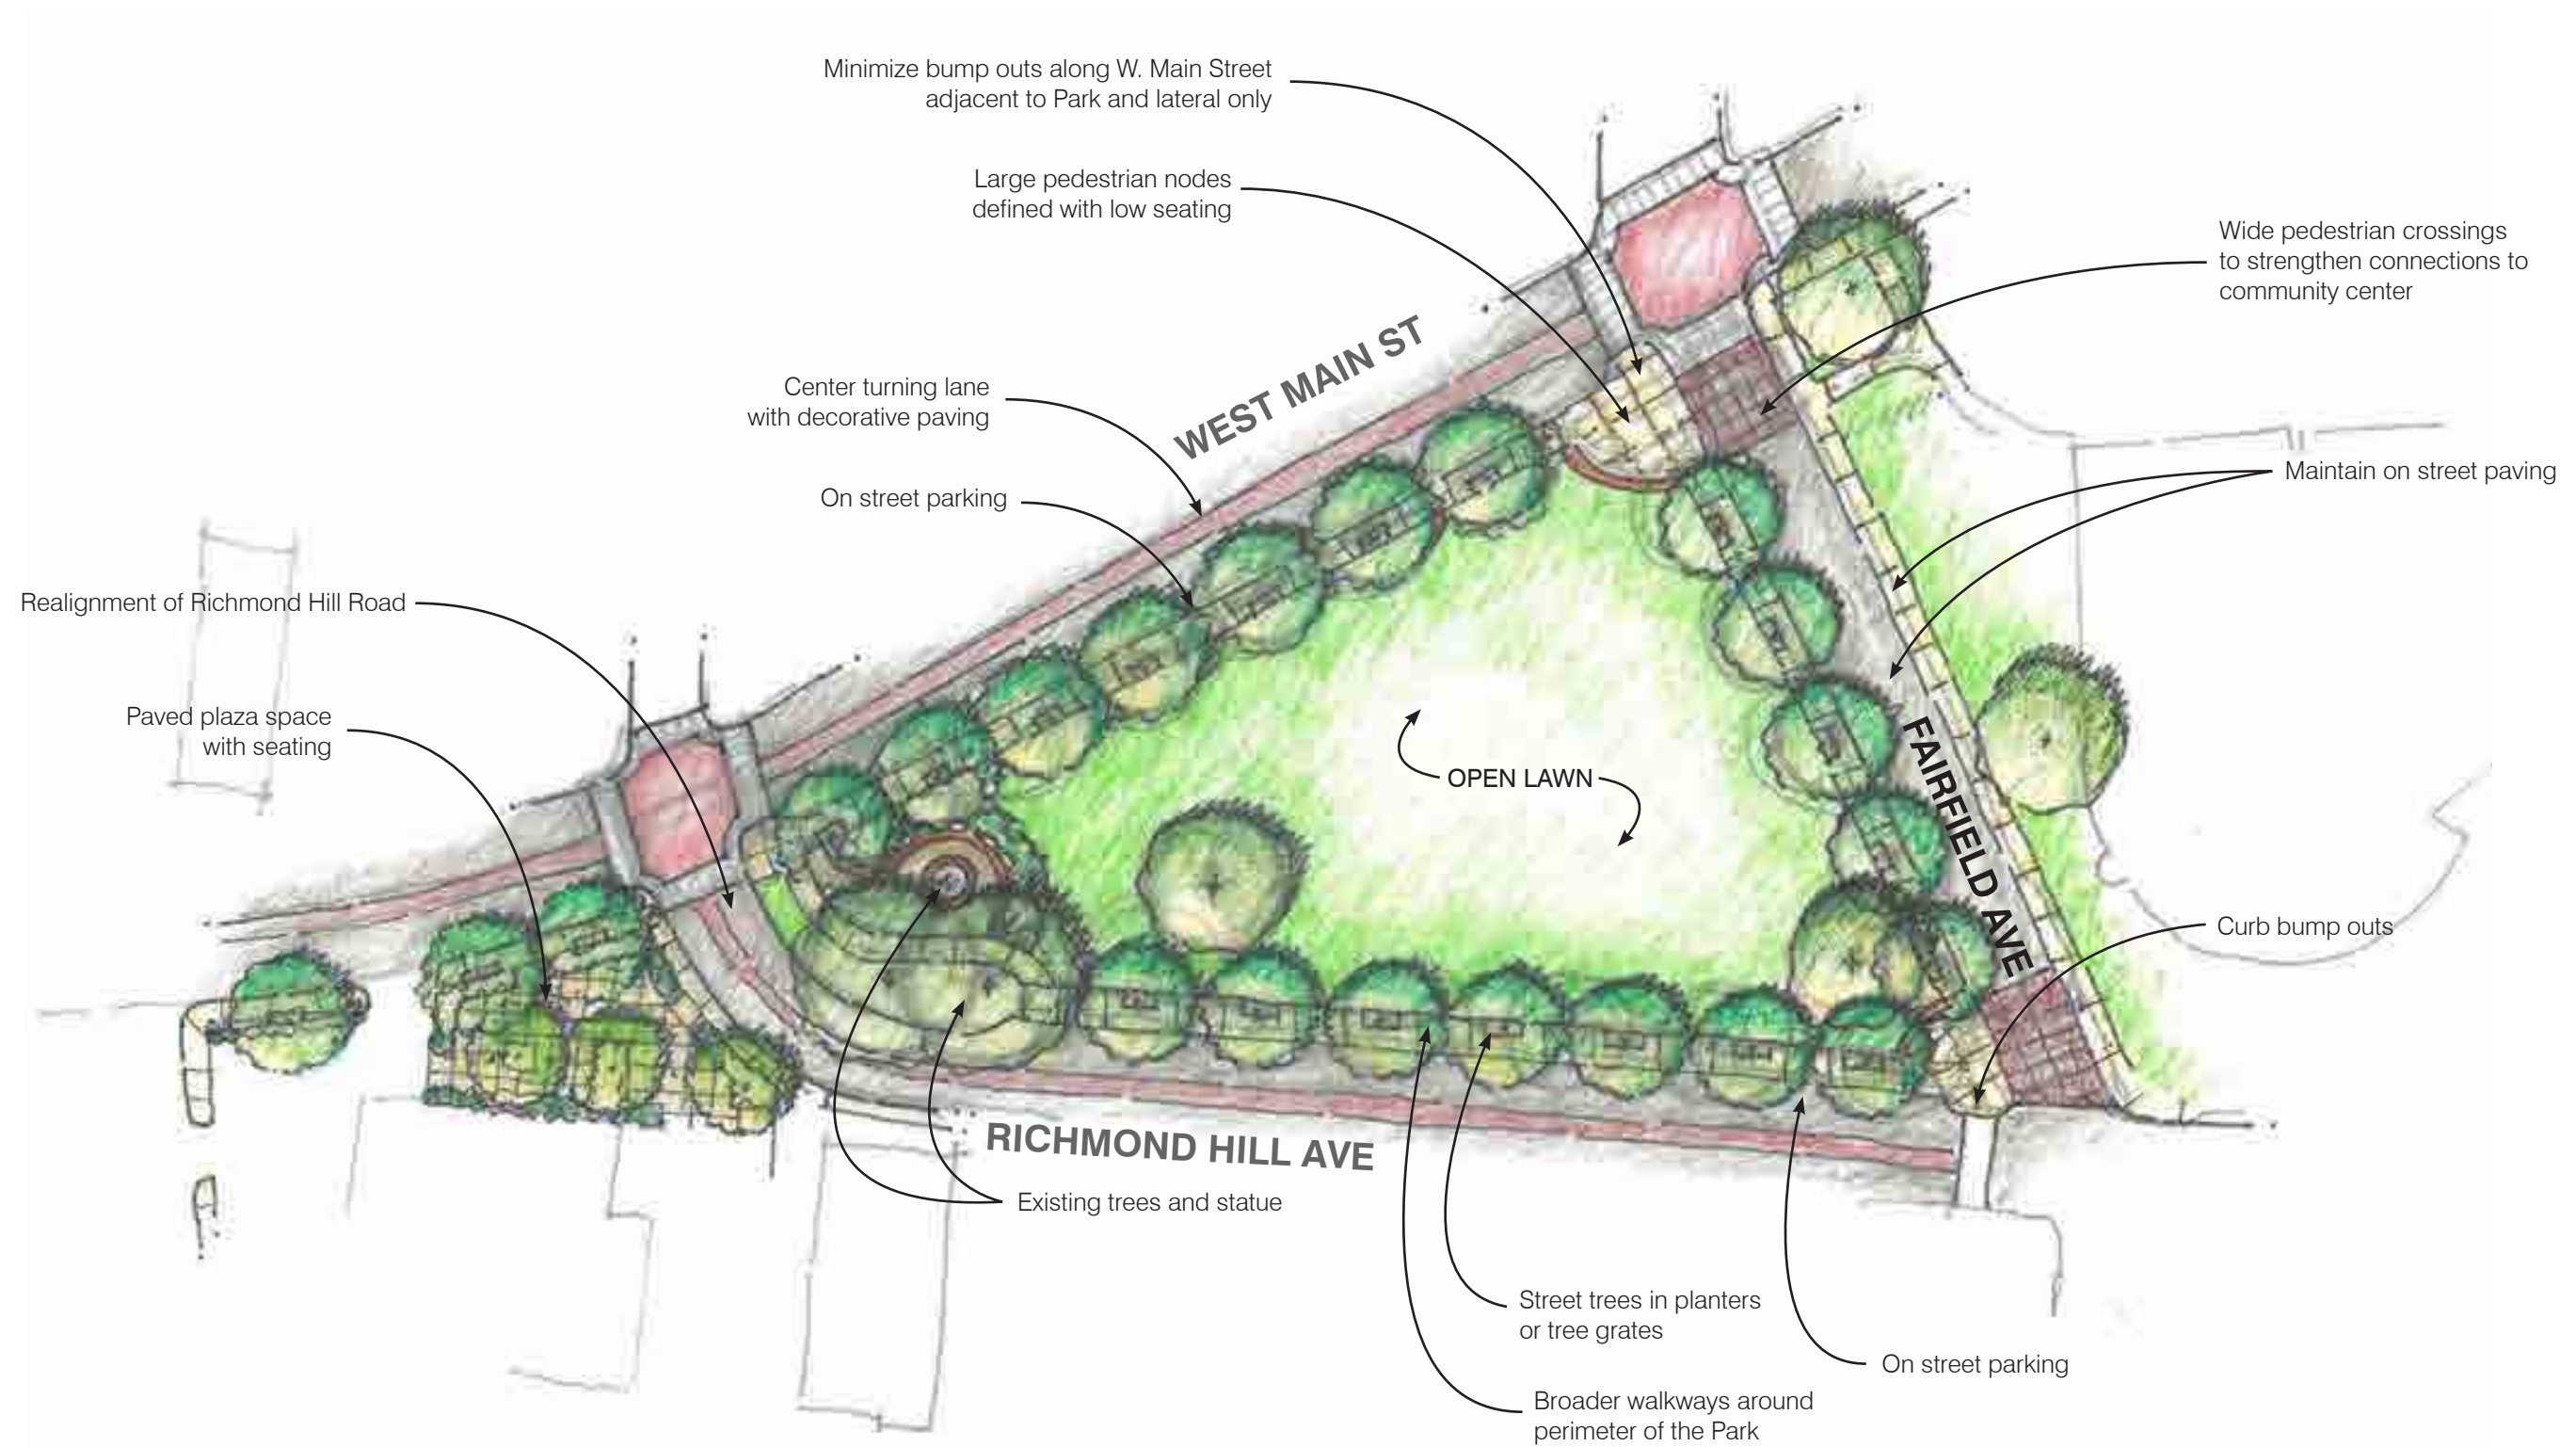 Minimize bump outs along W. Main Street
adjacent to Park and lateral only
Large pedestrian nodes
defined with low seating
Wide pedestrian crossings
to strengthen connections to
community center
WEST MAIN ST
Center turning lane
with decorative paving
Maintain on street paving
On street parking
Realignment of Richmond Hill Road
Paved plaza space
with seating
OPEN LAWN
FAIRFIELD AVE
Curb bump outs
RICHMOND HILL AVE
Existing trees and statue
Street trees in planters
or tree grates
On street parking
Broader walkways around
perimeter of the Park